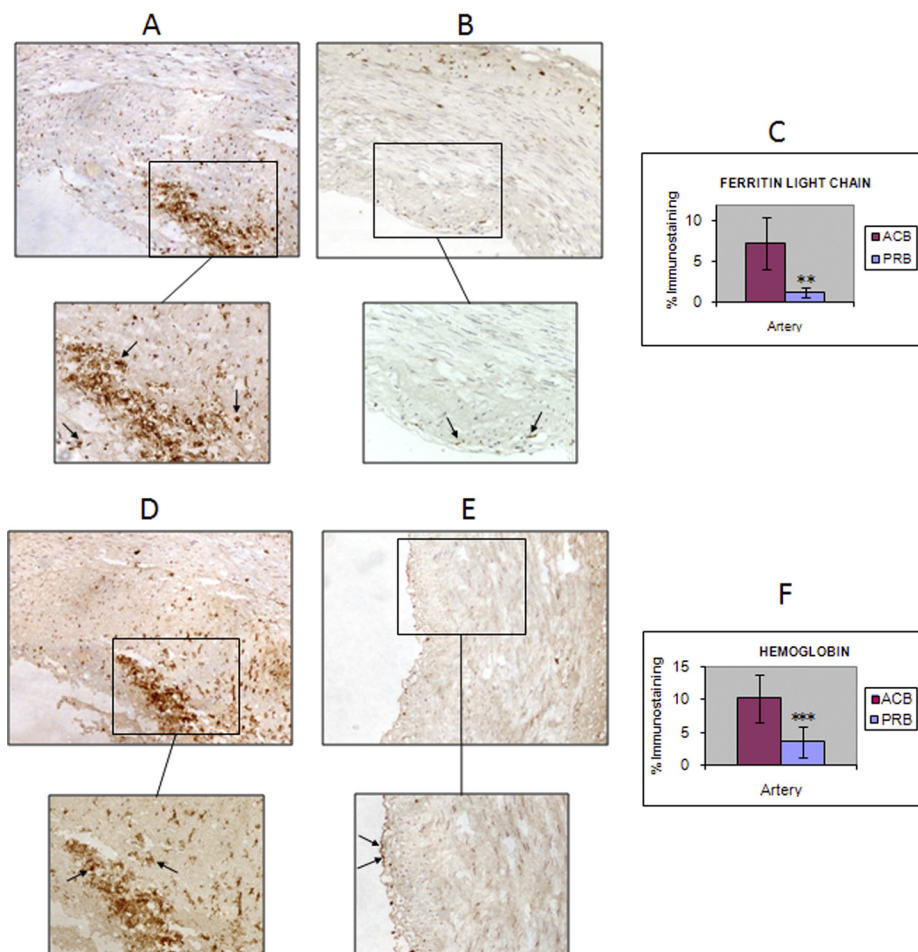 A
B
C
FERRITIN LIGHT CHAIN
% Immunostaining
10
5
0
**
Artery
ACB
PRB
D
E
F
HEMOGLOBIN
% Immunostaining
15
10
5
0
***
Artery
ACB
PRB